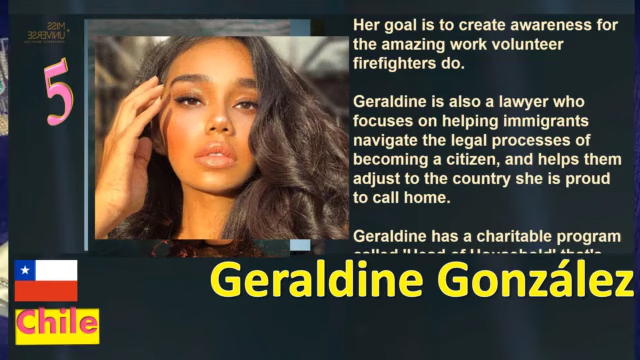 MISS
UNIVERSE
5
Her goal is to create awareness for
the amazing work volunteer
firefighters do.
Geraldine is also a lawyer who
focuses on helping immigrants
navigate the legal processes of
becoming a citizen, and helps them
adjust to the country she is proud
to call home.
Geraldine has a charitable program
called 'Head of Household' that's
Geraldine González
Chile